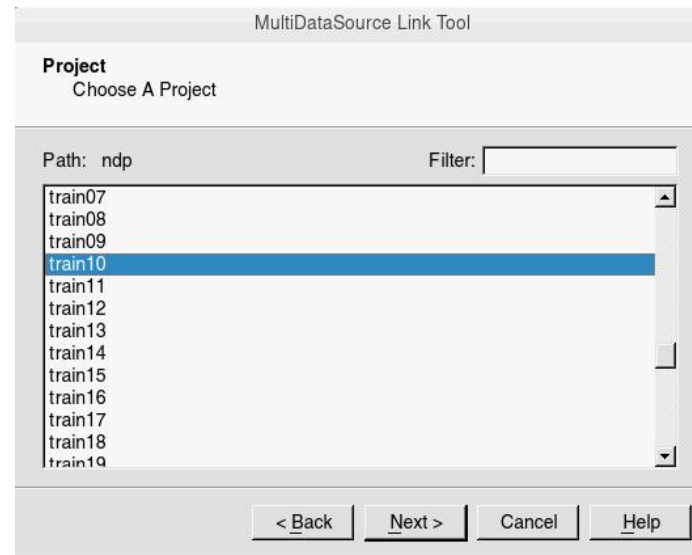 MultiDataSource Link Tool
Project
Choose A Project
Path: ndp Filter:
train07
train08
train09
train10
train11
train12
train13
train14
train15
train16
train17
train18
train19
< Back Next > Cancel Help